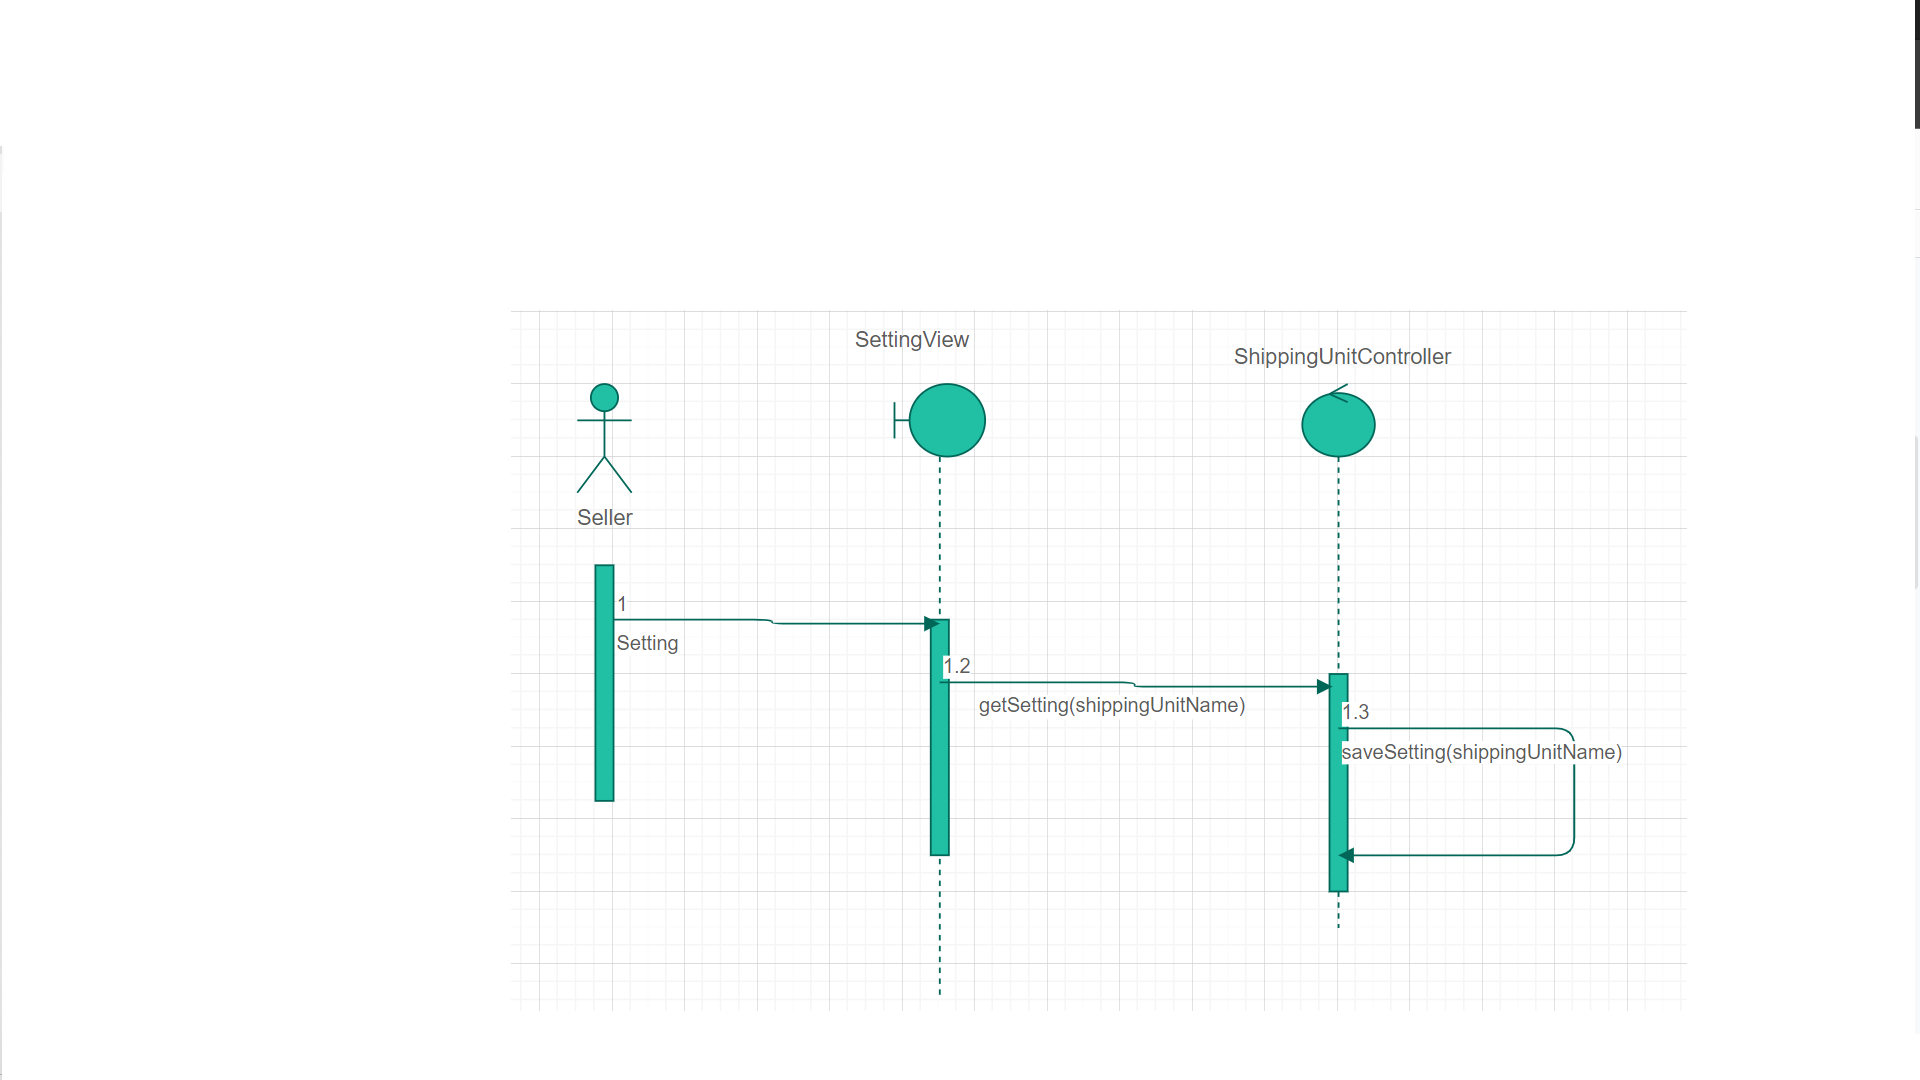 SettingView
ShippingUnitController
Seller
1
Setting
1.2
getSetting(shippingUnitName)
1.3
saveSetting(shippingUnitName)